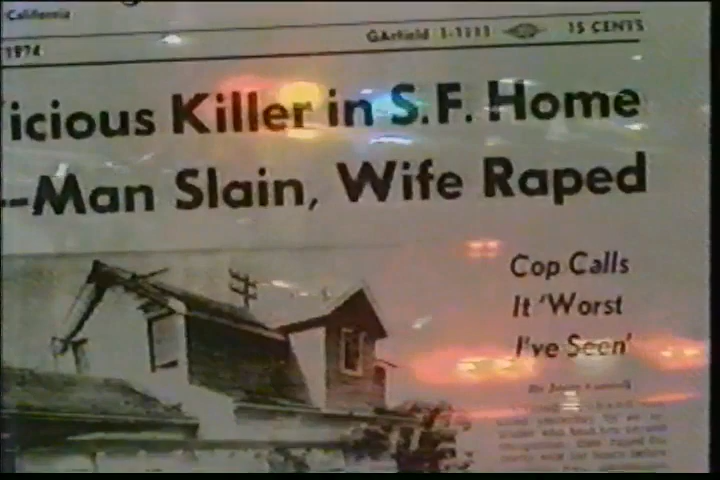 California
1974 GArfield 1-1111 15 CENTS
icious Killer in S.F. Home
--Man Slain, Wife Raped
Cop Calls
It 'Worst
I've Seen'
By